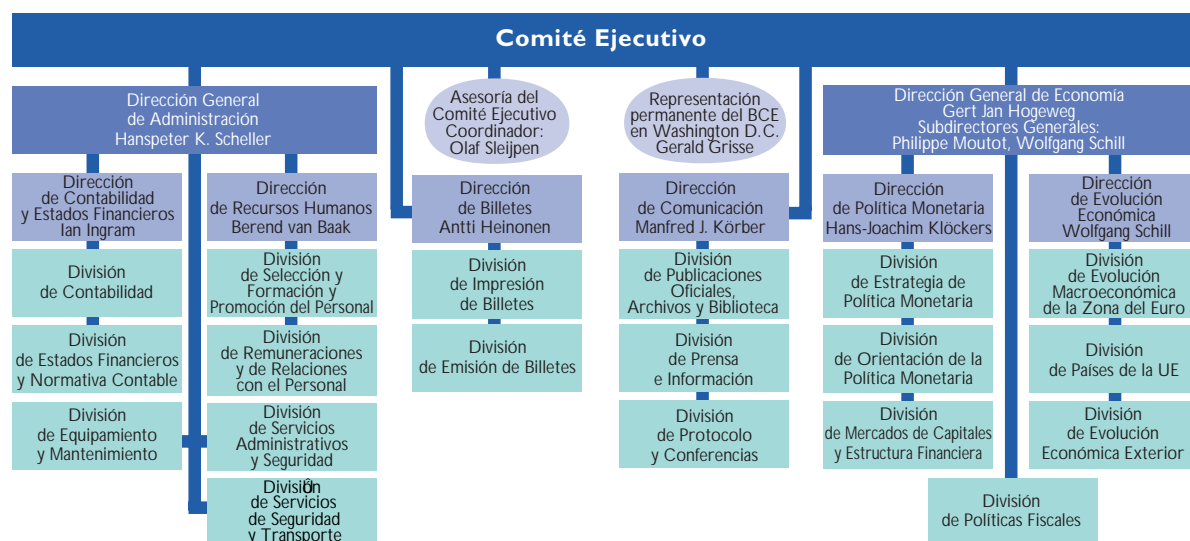 Comité Ejecutivo
Dirección General
de Administración
Hanspeter K. Scheller
Asesoría del
Comité Ejecutivo
Coordinador:
Olaf Sleijpen
Representación
permanente del BCE
en Washington D.C.
Gerald Grisse
Dirección General de Economía
Gert Jan Hogeweg
Subdirectores Generales:
Philippe Moutot, Wolfgang Schill
Dirección
de Contabilidad
y Estados Financieros
Ian Ingram
Dirección
de Recursos Humanos
Berend van Baak
Dirección
de Billetes
Antti Heinonen
Dirección
de Comunicación
Manfred J. Körber
Dirección
de Política Monetaria
Hans-Joachim Klöckers
Dirección
de Evolución
Económica
Wolfgang Schill
División
de Contabilidad
División
de Selección y
Formación y
Promoción del Personal
División
de Impresión
de Billetes
División
de Publicaciones
Oficiales,
Archivos y Biblioteca
División
de Estrategia de
Política Monetaria
División
de Evolución
Macroeconómica
de la Zona del Euro
División
de Estados Financieros
y Normativa Contable
División
de Remuneraciones
y de Relaciones
con el Personal
División
de Emisión de Billetes
División
de Prensa
e Información
División
de Orientación de la
Política Monetaria
División
de Países de la UE
División
de Equipamiento
y Mantenimiento
División
de Servicios
Administrativos
y Seguridad
División
de Protocolo
y Conferencias
División
de Mercados de Capitales
y Estructura Financiera
División
de Evolución
Económica Exterior
División
de Servicios
de Seguridad
y Transporte
División
de Políticas Fiscales